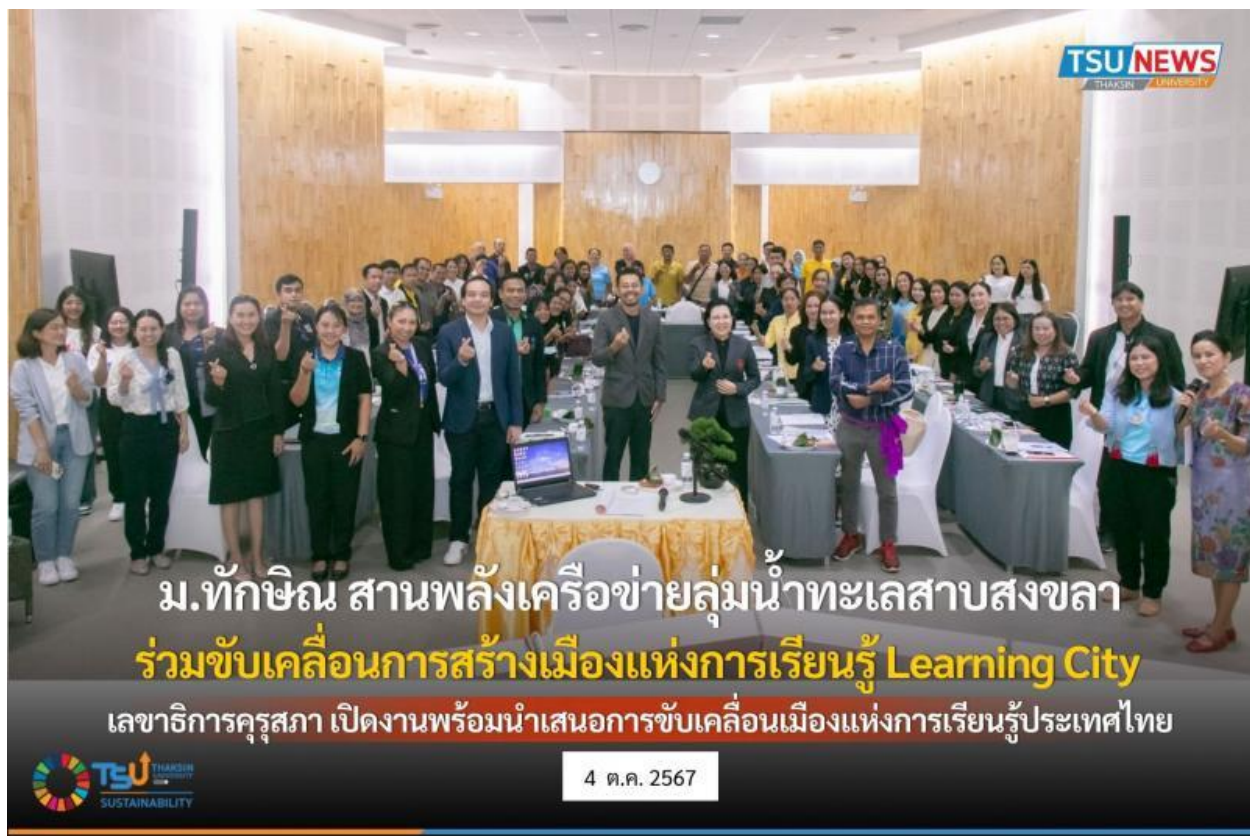 TSU NEWS
THAKSIN UNIVERSITY
ม.ทักษิณ สานพลังเครือข่ายลุ่มน้ำทะเลสาบสงขลา
ร่วมขับเคลื่อนการสร้างเมืองแห่งการเรียนรู้ Learning City
เลขาธิการคุรุสภา เปิดงานพร้อมนำเสนอการขับเคลื่อนเมืองแห่งการเรียนรู้ประเทศไทย
4 ต.ค. 2567
TSU THAKSIN UNIVERSITY
SUSTAINABILITY